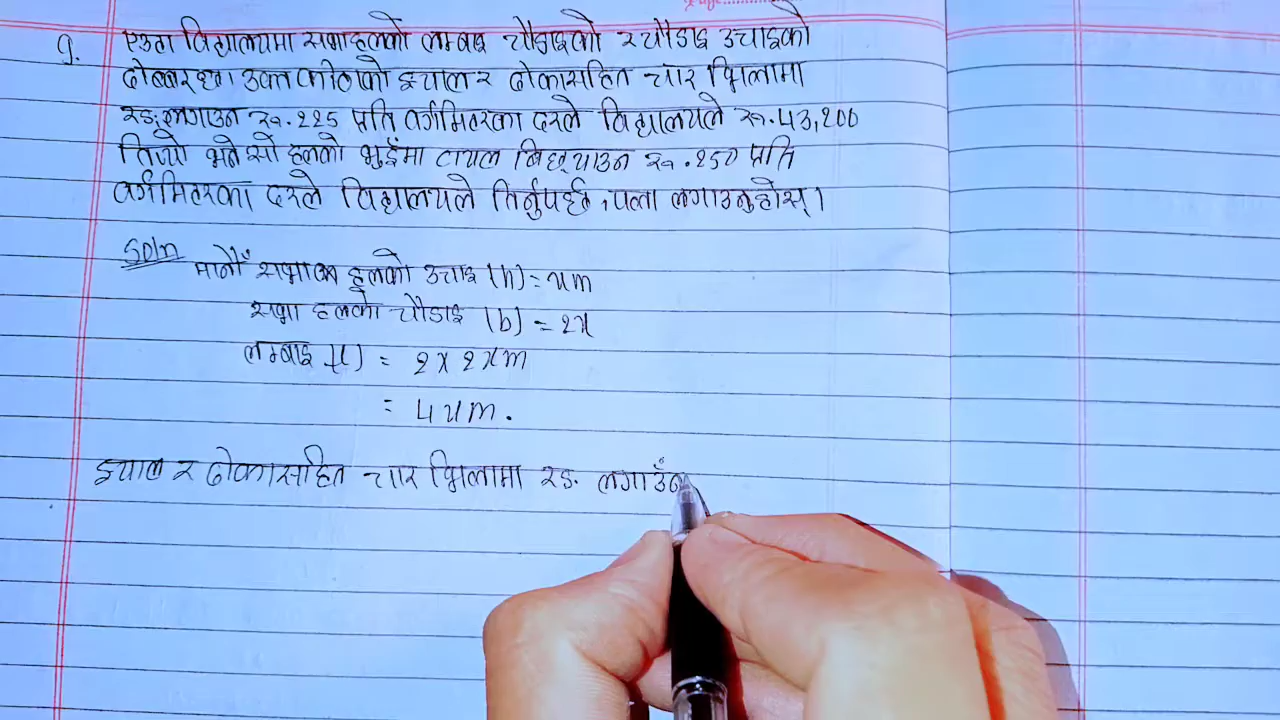 १. एउटा विद्यालयमा सभाहलको लम्बाइ चौडाइको र चौडाइ उचाइको
दोब्बर छ। उक्त कोठाको झ्याल र ढोकासहित चार भित्तामा
रङ लगाउन रू.225 प्रति वर्गमिटरका दरले विद्यालयले रू.43,200
तिर्यो भने सो हलको भुइँमा टायल बिछ्याउन रू.250 प्रति
वर्गमिटरका दरले विद्यालयले तिर्नुपर्छ, पत्ता लगाउनुहोस्।
Soln
मानौँ सभा हलको उचाइ (h) = xm
सभा हलको चौडाइ (b) = 2x
लम्बाइ (l) = 2 x 2xm
= 4xm.
झ्याल र ढोकासहित चार भित्तामा रङ लगाउँन